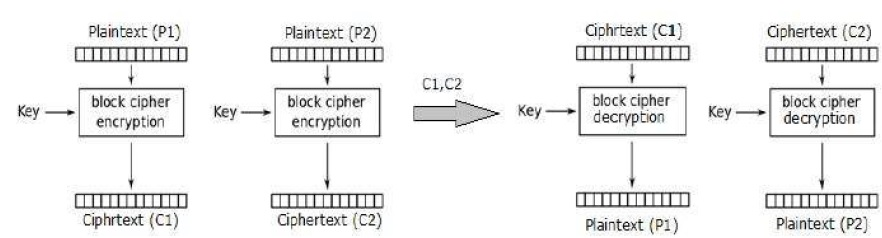 Plaintext (P1)
Plaintext (P2)
Ciphrtext (C1)
Ciphertext (C2)
C1,C2
Key
block cipher
encryption
Key
block cipher
encryption
Key
block cipher
decryption
Key
block cipher
decryption
Ciphrtext (C1)
Ciphertext (C2)
Plaintext (P1)
Plaintext (P2)